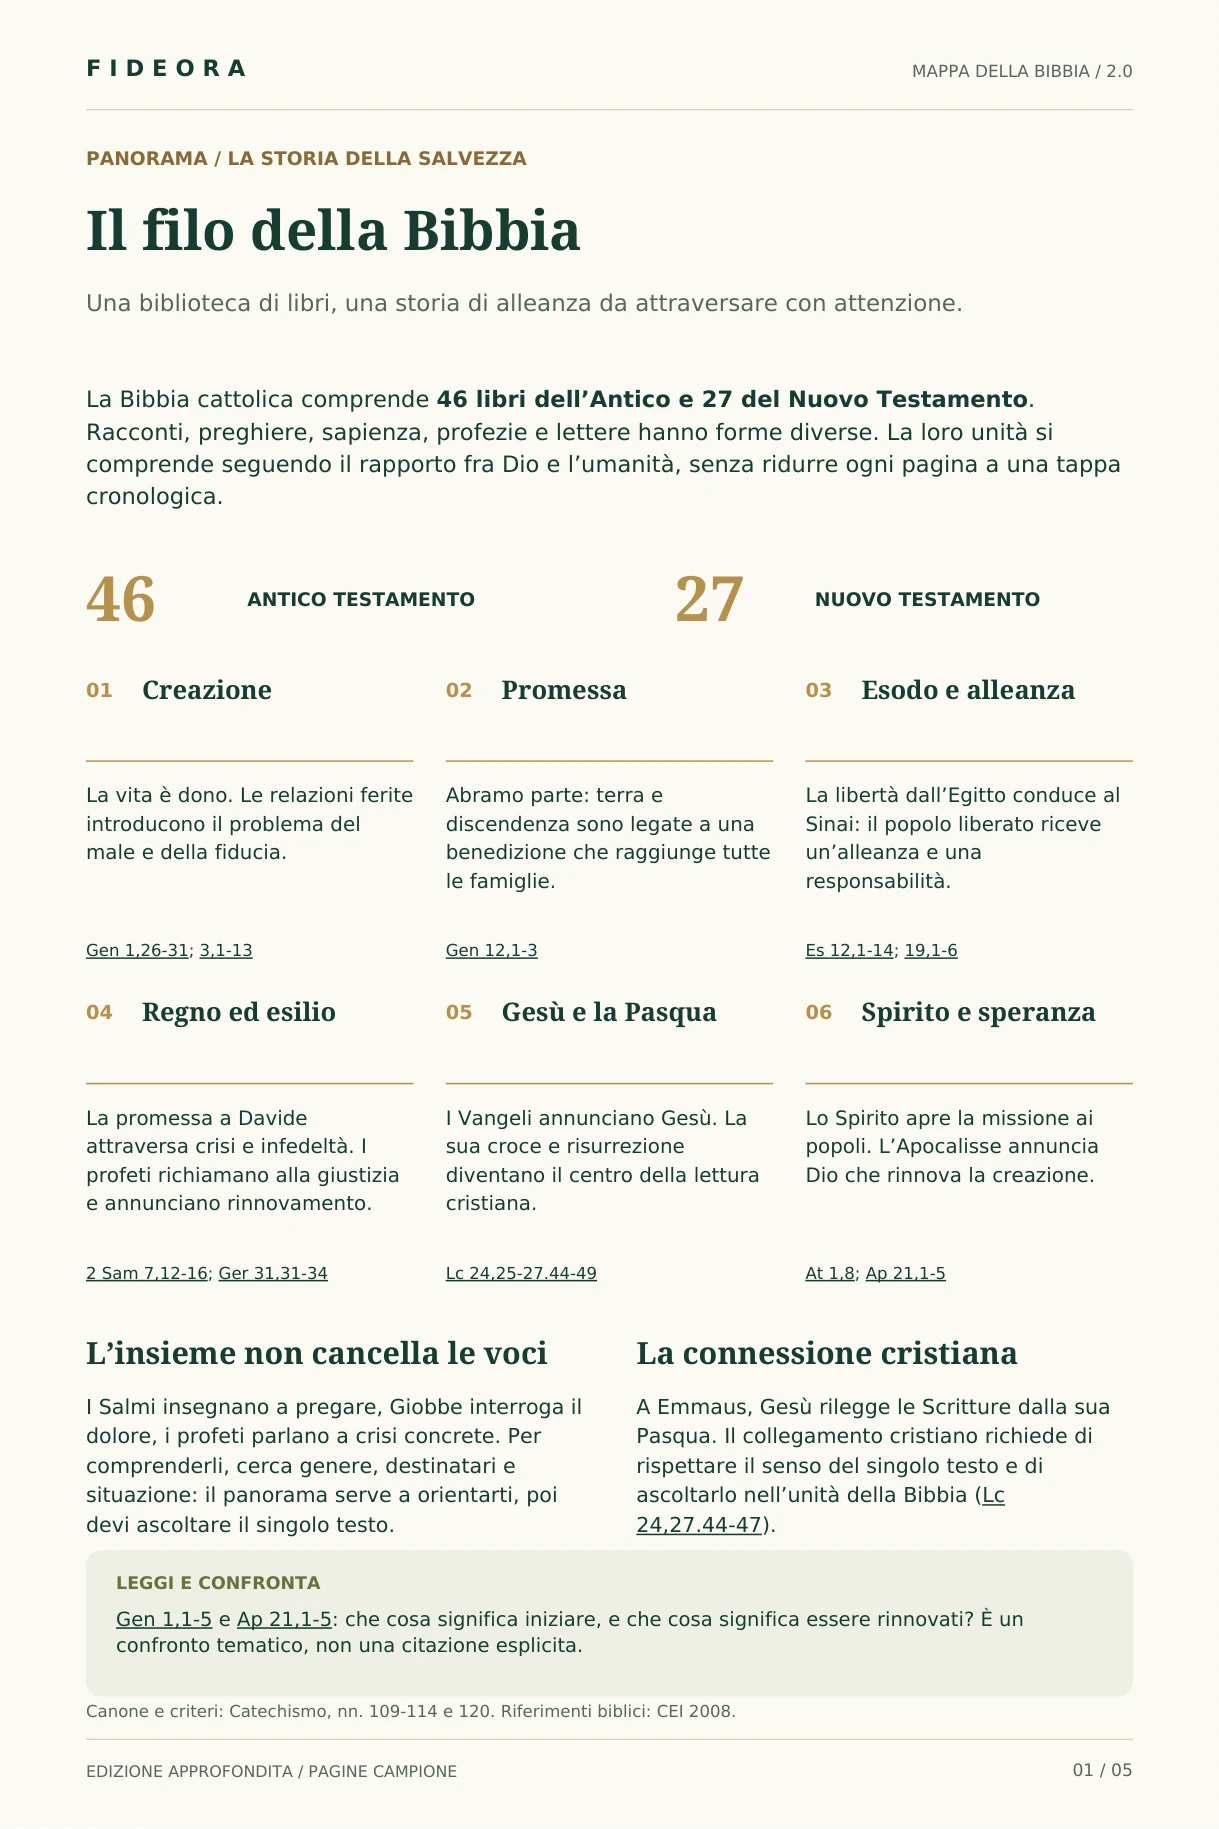 FIDEORA
MAPPA DELLA BIBBIA / 2.0
PANORAMA / LA STORIA DELLA SALVEZZA
Il filo della Bibbia
Una biblioteca di libri, una storia di alleanza da attraversare con attenzione.
La Bibbia cattolica comprende 46 libri dell’Antico e 27 del Nuovo Testamento.
Racconti, preghiere, sapienza, profezie e lettere hanno forme diverse. La loro unità si
comprende seguendo il rapporto fra Dio e l’umanità, senza ridurre ogni pagina a una tappa
cronologica.
46 ANTICO TESTAMENTO
27 NUOVO TESTAMENTO
01 Creazione
La vita è dono. Le relazioni ferite
introducono il problema del
male e della fiducia.
Gen 1,26-31; 3,1-13
02 Promessa
Abramo parte: terra e
discendenza sono legate a una
benedizione che raggiunge tutte
le famiglie.
Gen 12,1-3
03 Esodo e alleanza
La libertà dall’Egitto conduce al
Sinai: il popolo liberato riceve
un’alleanza e una
responsabilità.
Es 12,1-14; 19,1-6
04 Regno ed esilio
La promessa a Davide
attraversa crisi e infedeltà. I
profeti richiamano alla giustizia
e annunciano rinnovamento.
2 Sam 7,12-16; Ger 31,31-34
05 Gesù e la Pasqua
I Vangeli annunciano Gesù. La
sua croce e risurrezione
diventano il centro della lettura
cristiana.
Lc 24,25-27.44-49
06 Spirito e speranza
Lo Spirito apre la missione ai
popoli. L’Apocalisse annuncia
Dio che rinnova la creazione.
At 1,8; Ap 21,1-5
L’insieme non cancella le voci
I Salmi insegnano a pregare, Giobbe interroga il
dolore, i profeti parlano a crisi concrete. Per
comprenderli, cerca genere, destinatari e
situazione: il panorama serve a orientarti, poi
devi ascoltare il singolo testo.
La connessione cristiana
A Emmaus, Gesù rilegge le Scritture dalla sua
Pasqua. Il collegamento cristiano richiede di
rispettare il senso del singolo testo e di
ascoltarlo nell’unità della Bibbia (Lc
24,27.44-47).
LEGGI E CONFRONTA
Gen 1,1-5 e Ap 21,1-5: che cosa significa iniziare, e che cosa significa essere rinnovati? È un
confronto tematico, non una citazione esplicita.
Canone e criteri: Catechismo, nn. 109-114 e 120. Riferimenti biblici: CEI 2008.
EDIZIONE APPROFONDITA / PAGINE CAMPIONE
01 / 05